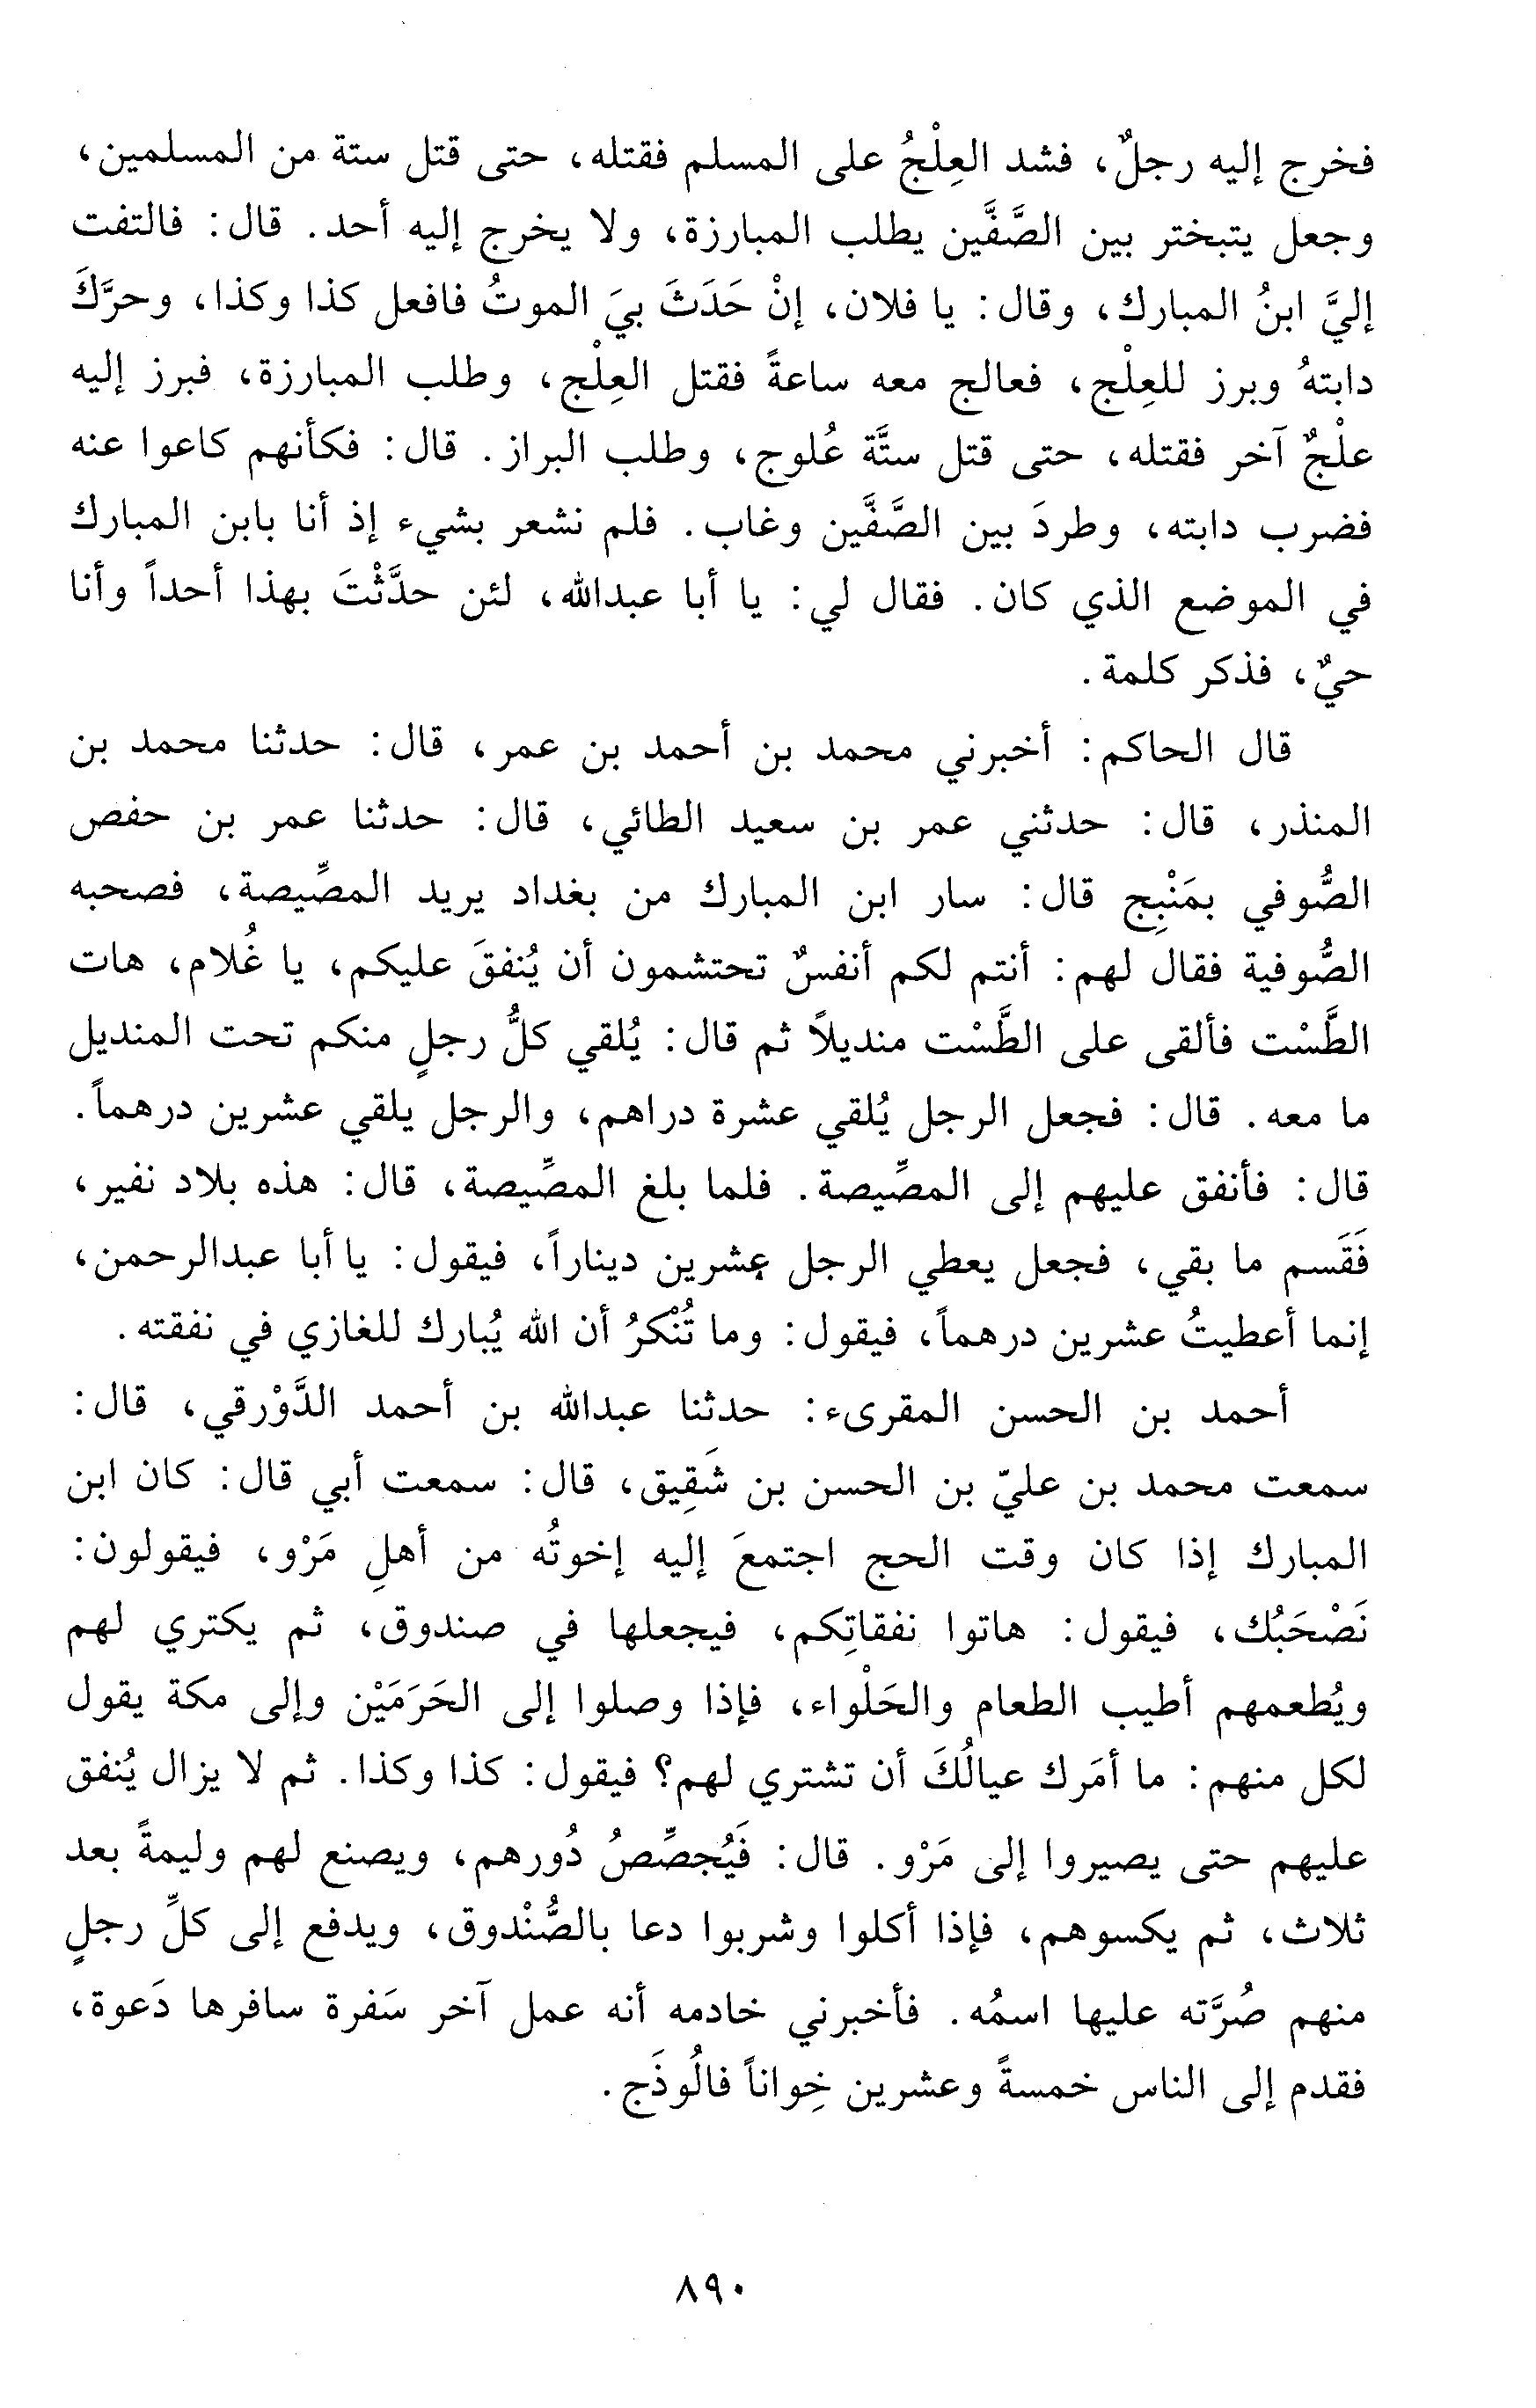 فخرج إليه رجلٌ، فشد العِلْجُ على المسلم فقتله، حتى قتل ستة من المسلمين،
وجعل يتبختر بين الصَّفَّين يطلب المبارزة، ولا يخرج إليه أحد. قال: فالتفت
إليَّ ابنُ المبارك، وقال: يا فلان، إنْ حَدَثَ بيَ الموتُ فافعل كذا وكذا، وحرَّكَ
دابتهُ وبرز للعِلْج، فعالج معه ساعةً فقتل العِلْج، وطلب المبارزة، فبرز إليه
علْجٌ آخر فقتله، حتى قتل ستَّة عُلوج، وطلب البراز. قال: فكأنهم كاعوا عنه
فضرب دابته، وطردَ بين الصَّفَّين وغاب. فلم نشعر بشيء إذ أنا بابن المبارك
في الموضع الذي كان. فقال لي: يا أبا عبدالله، لئن حدَّثْتَ بهذا أحداً وأنا
حيٌ، فذكر كلمة.
قال الحاكم: أخبرني محمد بن أحمد بن عمر، قال: حدثنا محمد بن
المنذر، قال: حدثني عمر بن سعيد الطائي، قال: حدثنا عمر بن حفص
الصُّوفي بمَنْبِج قال: سار ابن المبارك من بغداد يريد المصِّيصة، فصحبه
الصُّوفية فقال لهم: أنتم لكم أنفسٌ تحتشمون أن يُنفقَ عليكم، يا غُلام، هات
الطَّسْت فألقى على الطَّسْت منديلاً ثم قال: يُلقي كلُّ رجلٍ منكم تحت المنديل
ما معه. قال: فجعل الرجل يُلقي عشرة دراهم، والرجل يلقي عشرين درهماً.
قال: فأنفق عليهم إلى المصِّيصة. فلما بلغ المصِّيصة، قال: هذه بلاد نفير،
فَقَسم ما بقي، فجعل يعطي الرجل عشرين ديناراً، فيقول: يا أبا عبدالرحمن،
إنما أعطيتُ عشرين درهماً، فيقول: وما تُنْكرُ أن الله يُبارك للغازي في نفقته.
أحمد بن الحسن المقرىء: حدثنا عبدالله بن أحمد الدَّوْرقي، قال:
سمعت محمد بن عليّ بن الحسن بن شَقِيق، قال: سمعت أبي قال: كان ابن
المبارك إذا كان وقت الحج اجتمعَ إليه إخوتُه من أهلِ مَرْو، فيقولون:
نَصْحَبُك، فيقول: هاتوا نفقاتِكم، فيجعلها في صندوق، ثم يكتري لهم
ويُطعمهم أطيب الطعام والحَلْواء، فإذا وصلوا إلى الحَرَمَيْن وإلى مكة يقول
لكل منهم: ما أمَرك عيالُكَ أن تشتري لهم؟ فيقول: كذا وكذا. ثم لا يزال يُنفق
عليهم حتى يصيروا إلى مَرْو. قال: فَيُجصِّصُ دُورهم، ويصنع لهم وليمةً بعد
ثلاث، ثم يكسوهم، فإذا أكلوا وشربوا دعا بالصُّنْدوق، ويدفع إلى كلِّ رجلٍ
منهم صُرَّته عليها اسمُه. فأخبرني خادمه أنه عمل آخر سَفرة سافرها دَعوة،
فقدم إلى الناس خمسةً وعشرين خِواناً فالُوذَج.
٨٩٠